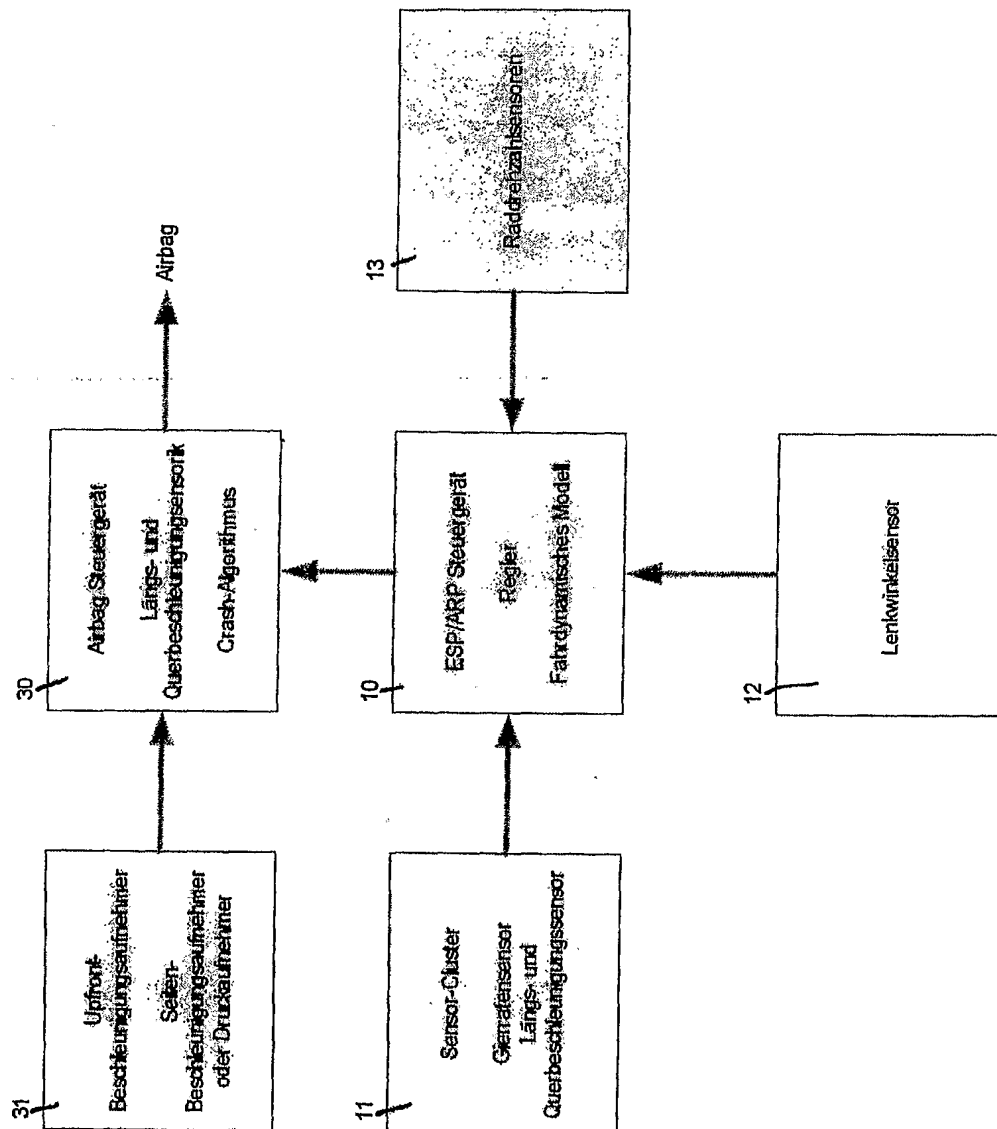 31
Upfront-
Beschleunigungsaufnehmer
Seiten-
Beschleunigungsaufnehmer
oder Druckaufnehmer
30
Airbag Steuergerät
Längs- und
Querbeschleunigungsensorik
Crash-Algorithmus
Airbag
11
Sensor-Cluster
Gierratensensor
Längs- und
Querbeschleunigungssensor
10
ESP/ARP Steuergerät
Regler
Fahrdynamisches Modell
13
Raddrehzahlsensoren
12
Lenkwinkelsensor